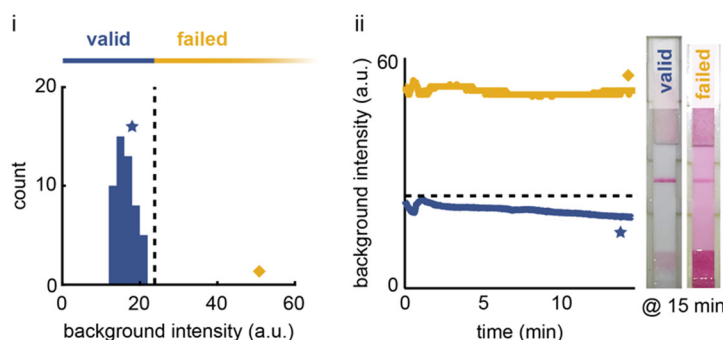 i
valid failed
20
10
0
count
0 20 40 60
background intensity (a.u.)
ii
60
0
background intensity (a.u.)
0 5 10
time (min)
valid
failed
@ 15 min